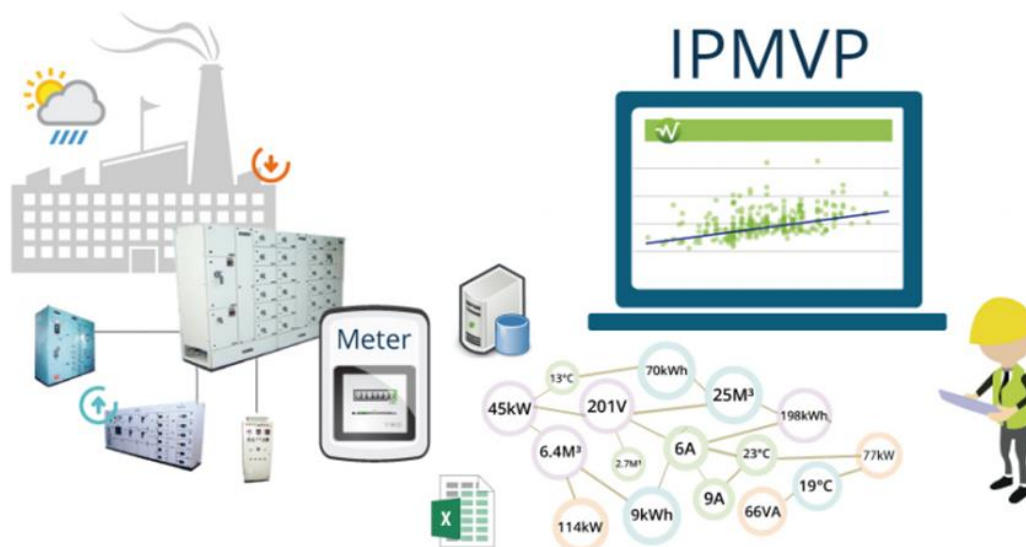 IPMVP
Meter
13°C
70kWh
45kW
201V
25M³
198kWh
6.4M³
2.7M³
6A
23°C
77kW
9A
19°C
66VA
114kW
9kWh
X